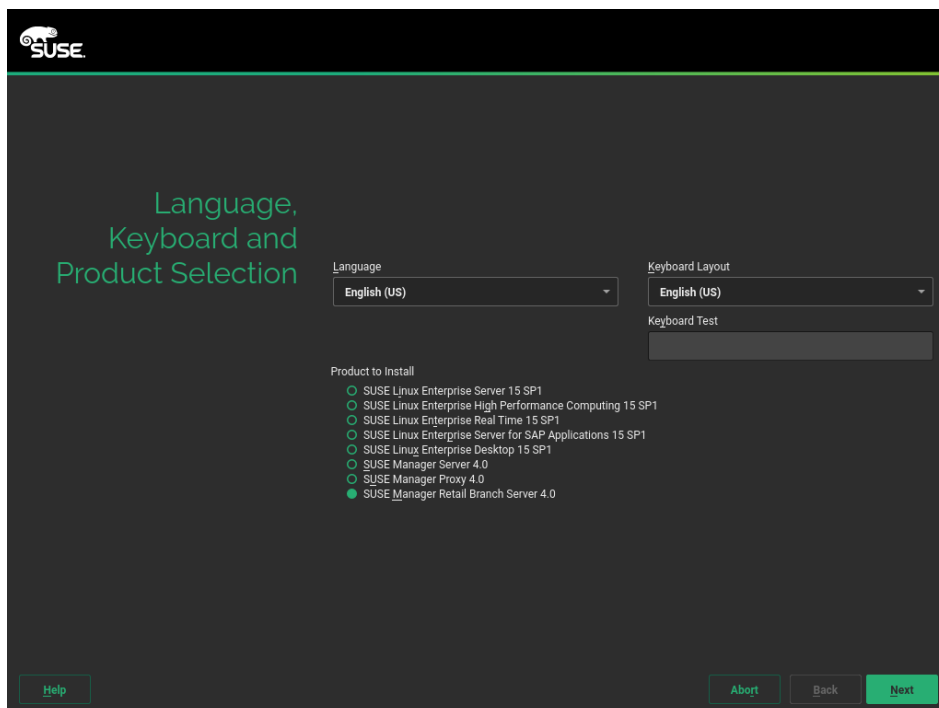 SUSE.
Language,
Keyboard and
Product Selection
Language
English (US)
Keyboard Layout
English (US)
Keyboard Test
Product to Install
SUSE Linux Enterprise Server 15 SP1
SUSE Linux Enterprise High Performance Computing 15 SP1
SUSE Linux Enterprise Real Time 15 SP1
SUSE Linux Enterprise Server for SAP Applications 15 SP1
SUSE Linux Enterprise Desktop 15 SP1
SUSE Manager Server 4.0
SUSE Manager Proxy 4.0
SUSE Manager Retail Branch Server 4.0
Help
Abort
Back
Next